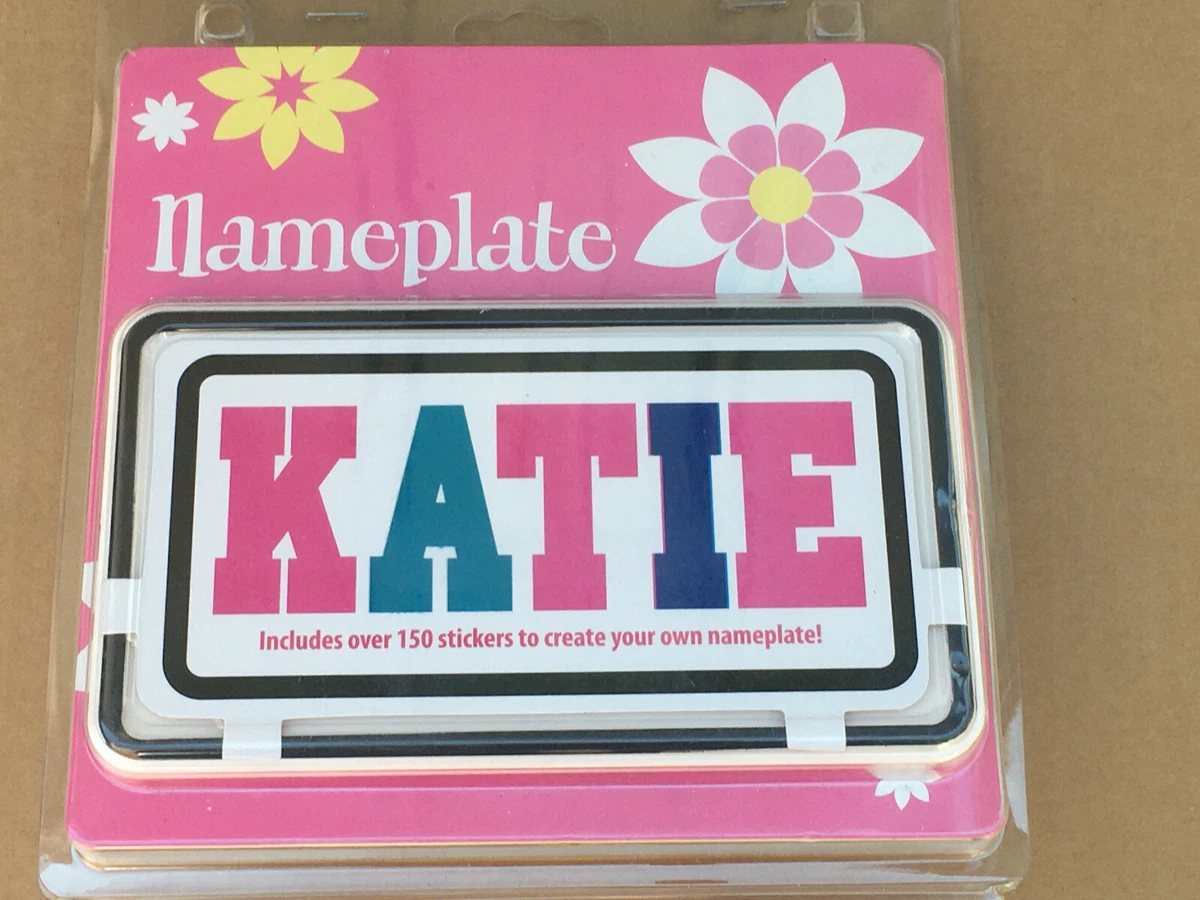 Nameplate
KATIE
Includes over 150 stickers to create your own nameplate!